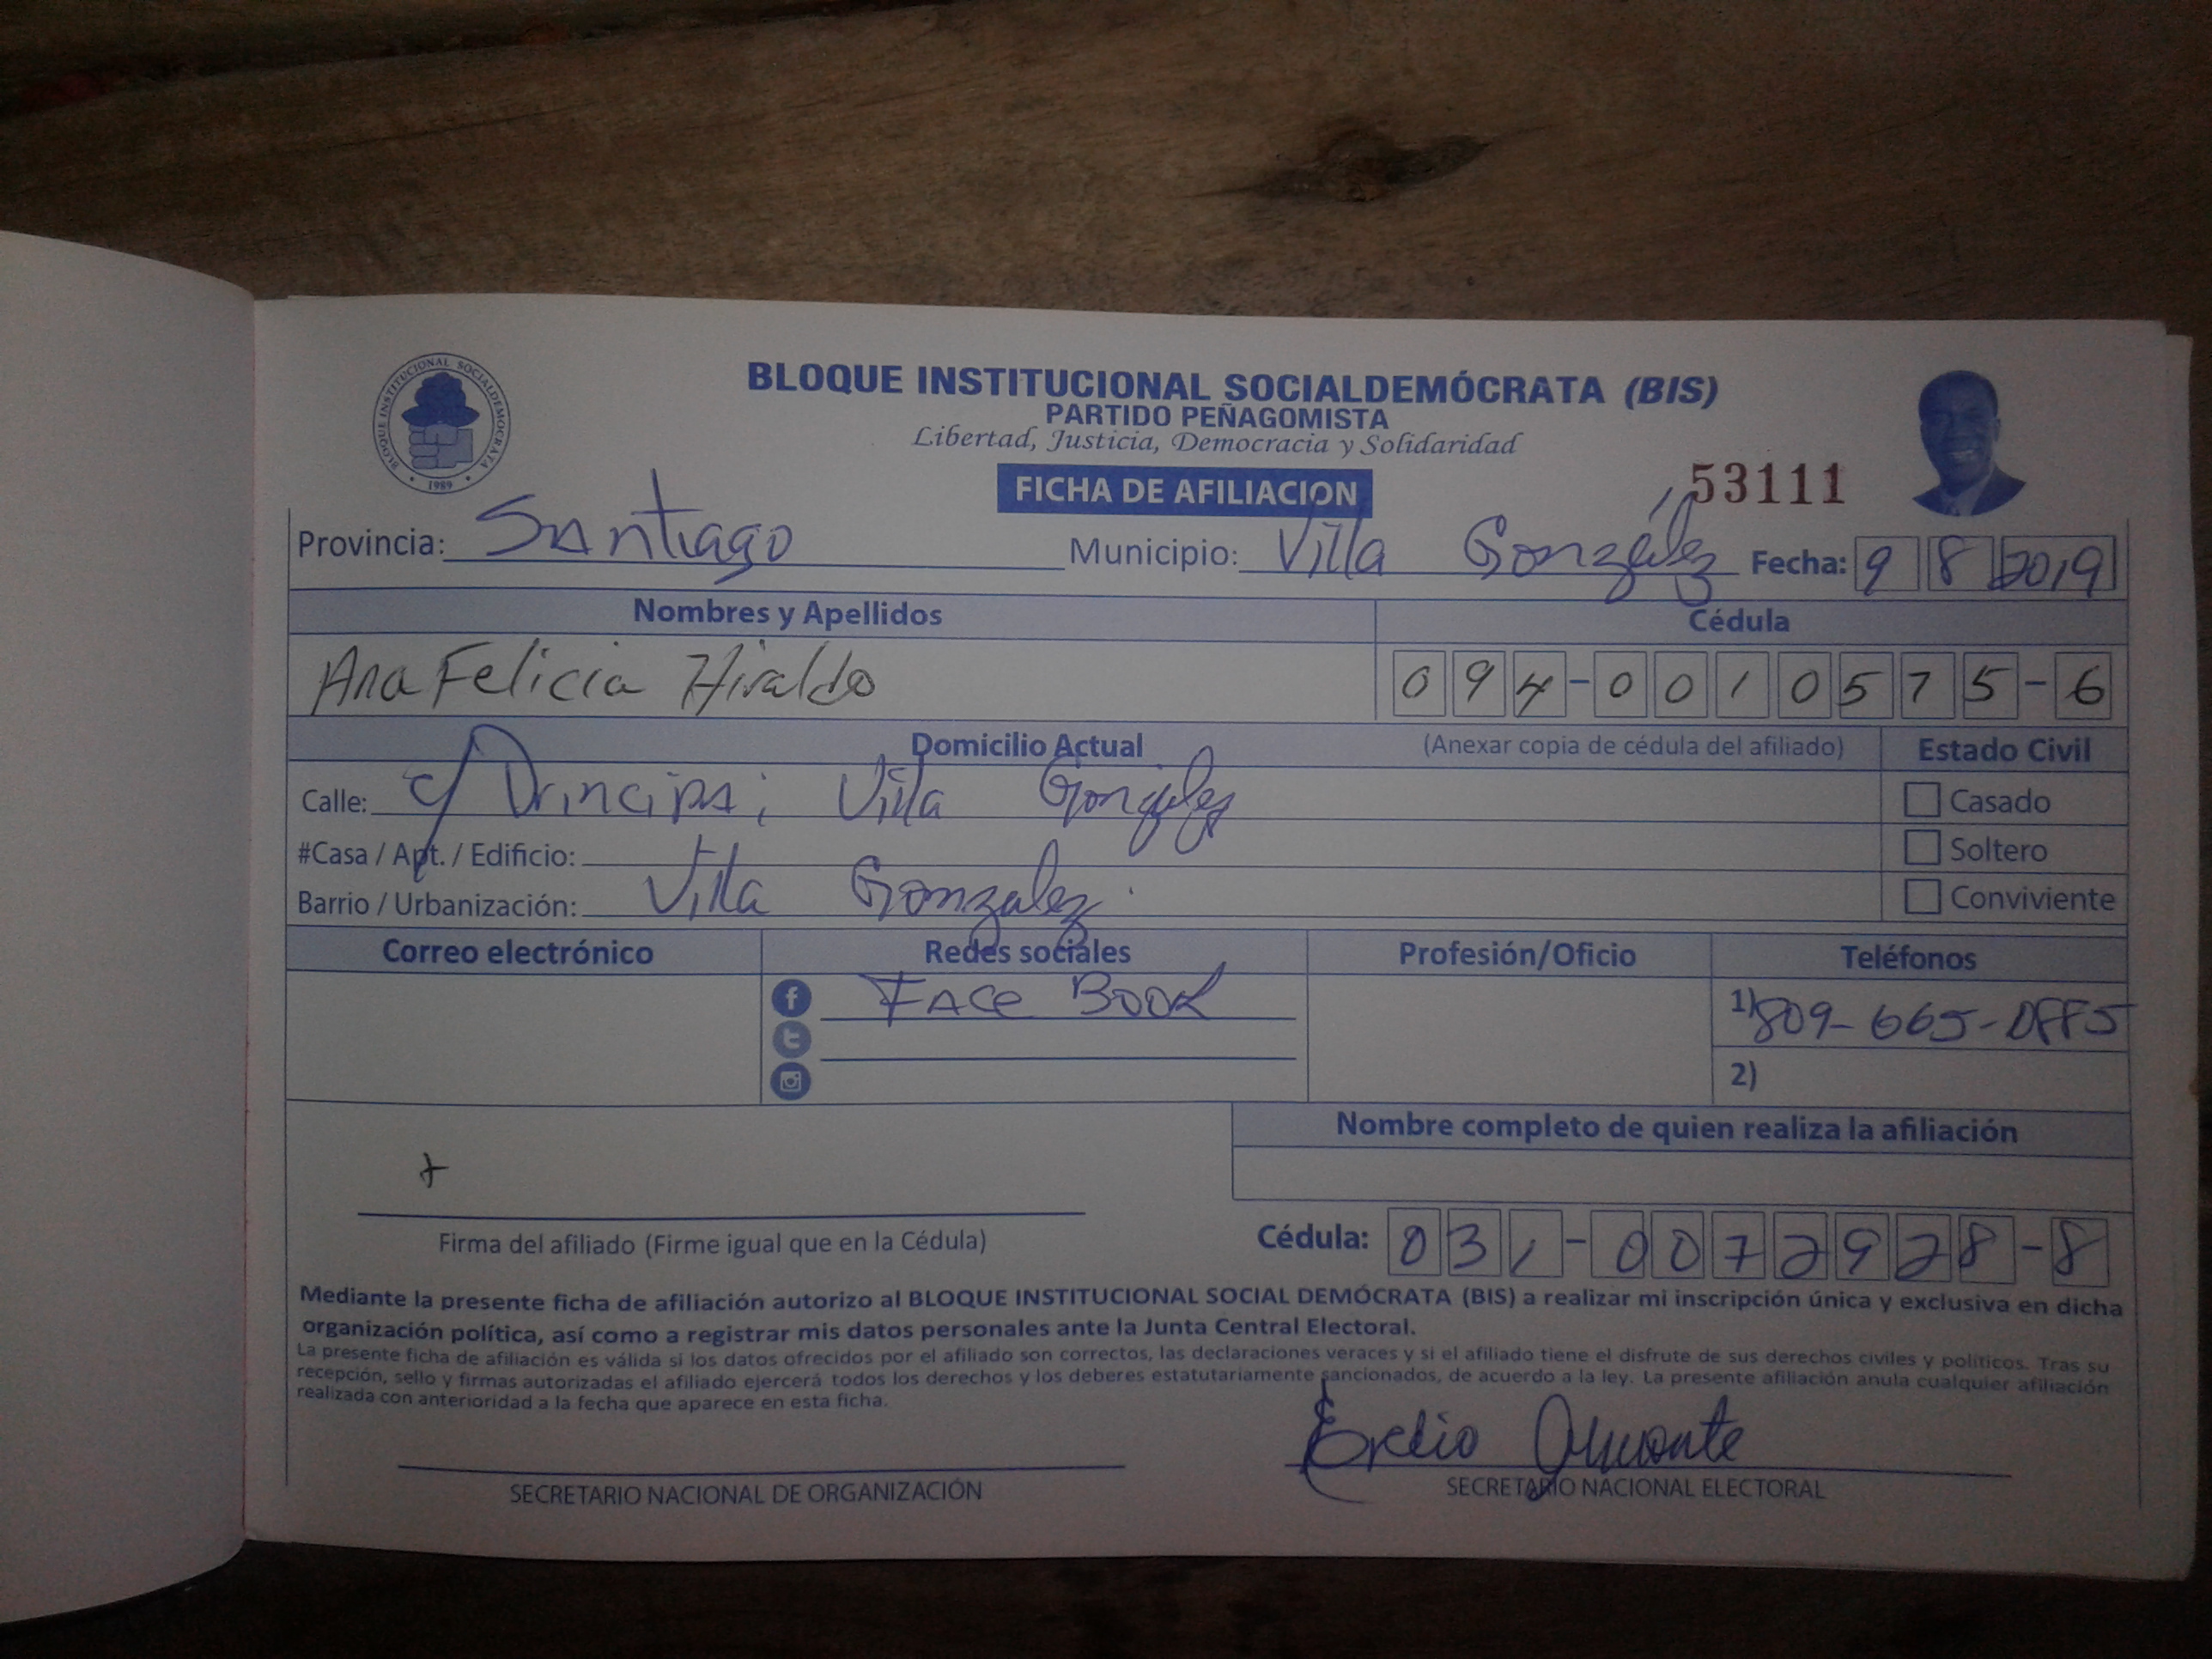 BLOQUE INSTITUCIONAL SOCIALDEMOCRATA
1989
BLOQUE INSTITUCIONAL SOCIALDEMÓCRATA (BIS)
PARTIDO PEÑAGOMISTA
Libertad, Justicia, Democracia y Solidaridad
FICHA DE AFILIACION
53111
Provincia: Santiago Municipio: Villa González Fecha: 9 8 2019
Nombres y Apellidos Cédula
Ana Felicia Hiraldo 094-0010575-6
Domicilio Actual (Anexar copia de cédula del afiliado) Estado Civil
Calle: c/ Villa González Casado
#Casa / Apt. / Edificio: Soltero
Barrio / Urbanización: Villa Gonzalez Conviviente
Correo electrónico Redes sociales Profesión/Oficio Teléfonos
Face Book 1) 809-665-
2)
Nombre completo de quien realiza la afiliación
Firma del afiliado (Firme igual que en la Cédula) Cédula: 031-0072928-8
Mediante la presente ficha de afiliación autorizo al BLOQUE INSTITUCIONAL SOCIAL DEMÓCRATA (BIS) a realizar mi inscripción única y exclusiva en dicha
organización política, así como a registrar mis datos personales ante la Junta Central Electoral.
La presente ficha de afiliación es válida si los datos ofrecidos por el afiliado son correctos, las declaraciones veraces y si el afiliado tiene el disfrute de sus derechos civiles y políticos. Tras su
recepción, sello y firmas autorizadas el afiliado ejercerá todos los derechos y los deberes estatutariamente sancionados, de acuerdo a la ley. La presente afiliación anula cualquier afiliación
realizada con anterioridad a la fecha que aparece en esta ficha.
Almonte
SECRETARIO NACIONAL DE ORGANIZACIÓN SECRETARIO NACIONAL ELECTORAL